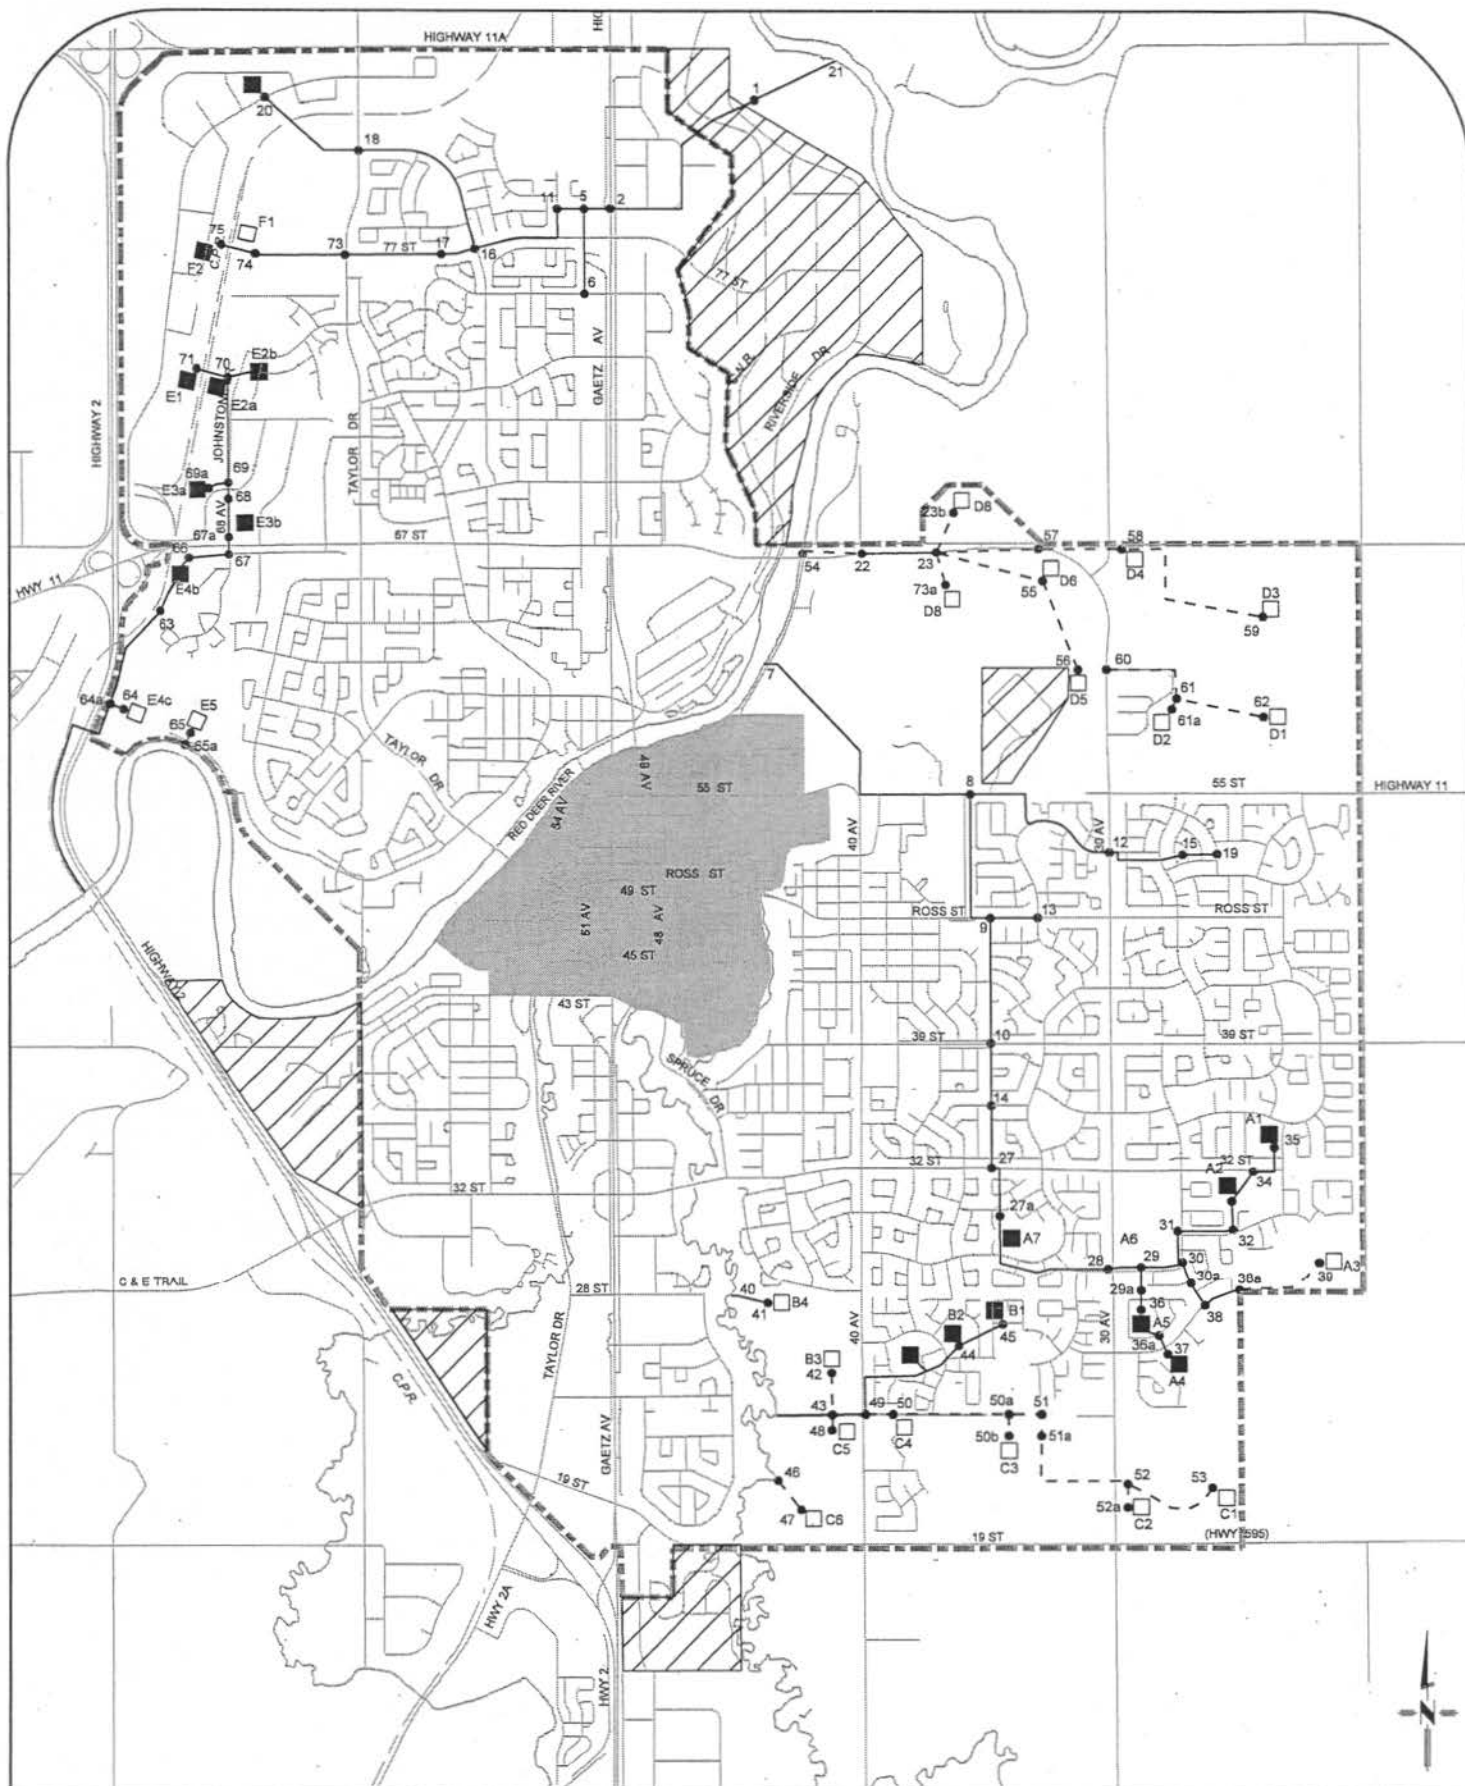 HIGHWAY 11A
21
1
20
18
11
5
2
F1
75
F2
74
73
77 ST
17
16
6
77 ST
GAETZ AV
C.N.R.
RIVERSIDE DR
71
70
E2b
E1
E2a
JOHNSTONE
HIGHWAY 2
TAYLOR DR
69a
69
E3a
68
68 AV
E3b
67a
67 ST
66
67
HWY 11
E4b
63
23b
D8
57
58
54
22
23
D4
D6
55
73a
D8
D3
59
7
56
60
D5
61
61a
62
D2
D1
64a
64
E4c
E5
65
65a
TAYLOR DR
RED DEER RIVER
54 AV
48 AV
55 ST
8
55 ST
HIGHWAY 11
40 AV
30 AV
12
15
19
ROSS ST
49 ST
51 AV
48 AV
45 ST
ROSS ST
9
13
ROSS ST
HIGHWAY 2
43 ST
39 ST
10
39 ST
SPRUCE DR
14
A1
35
32 ST
27
32 ST
A2
34
32 ST
27a
A7
31
A6
32
28
29
30
29a
30a
38a
39
A3
C & E TRAIL
28 ST
40
41
B4
36
38
A5
36a
37
A4
B2
B1
45
44
TAYLOR DR
40 AV
30 AV
B3
42
C.P.R.
43
49
50
50a
51
48
C5
C4
50b
C3
51a
GAETZ AV
19 ST
46
47
C6
52
53
52a
C2
C1
19 ST
(HWY 595)
HWY 2A
HWY 2
N